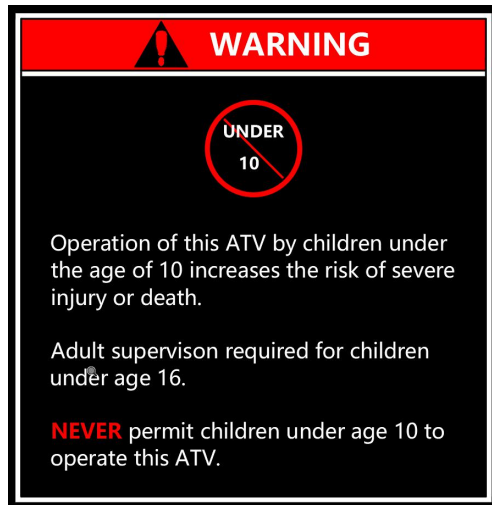 WARNING
UNDER
10
Operation of this ATV by children under
the age of 10 increases the risk of severe
injury or death.
Adult supervison required for children
under age 16.
NEVER permit children under age 10 to
operate this ATV.